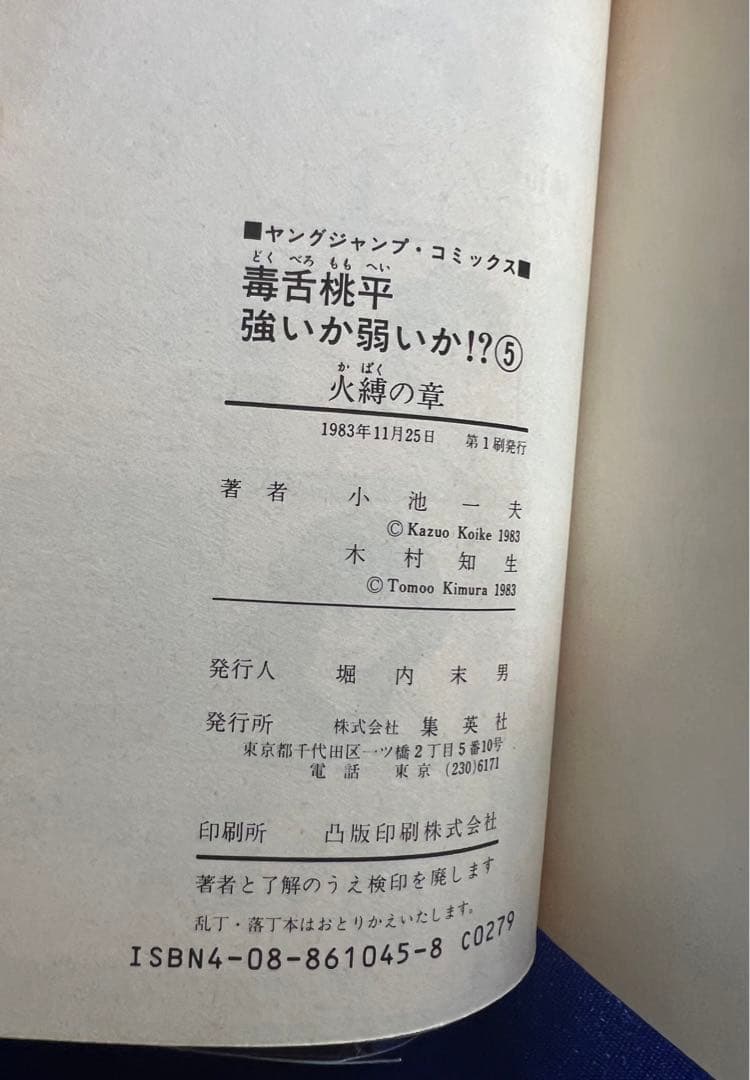 ■ヤングジャンプ・コミックス■
どくべろももへい
毒舌桃平
強いか弱いか!?⑤
かばく
火縛の章
1983年11月25日 第1刷発行
著者 小池一夫
©Kazuo Koike 1983
木村知生
©Tomoo Kimura 1983
発行人 堀内末男
発行所 株式会社 集英社
東京都千代田区一ツ橋2丁目5番10号
電話 東京 (230)6171
印刷所 凸版印刷株式会社
著者と了解のうえ検印を廃します
乱丁・落丁本はおとりかえいたします。
ISBN4-08-861045-8 C0279